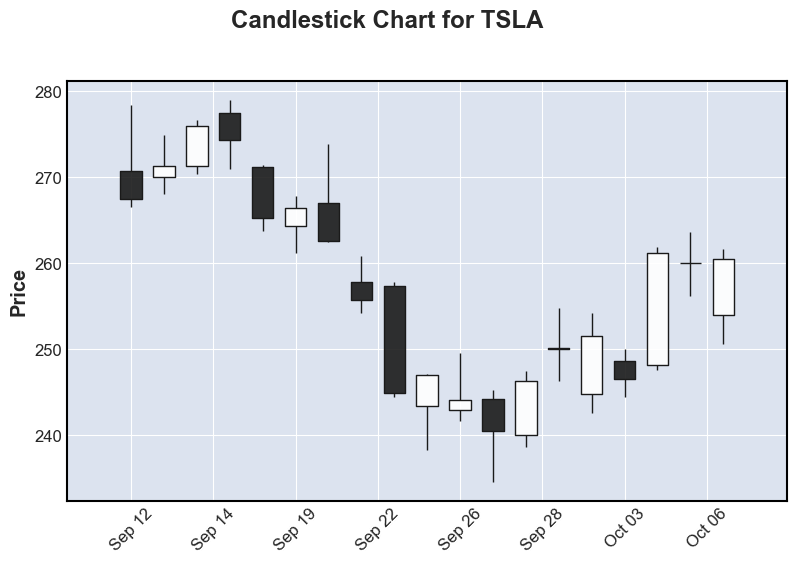 Candlestick Chart for TSLA
280
270
260
250
240
Price
Sep 12
Sep 14
Sep 19
Sep 22
Sep 26
Sep 28
Oct 03
Oct 06